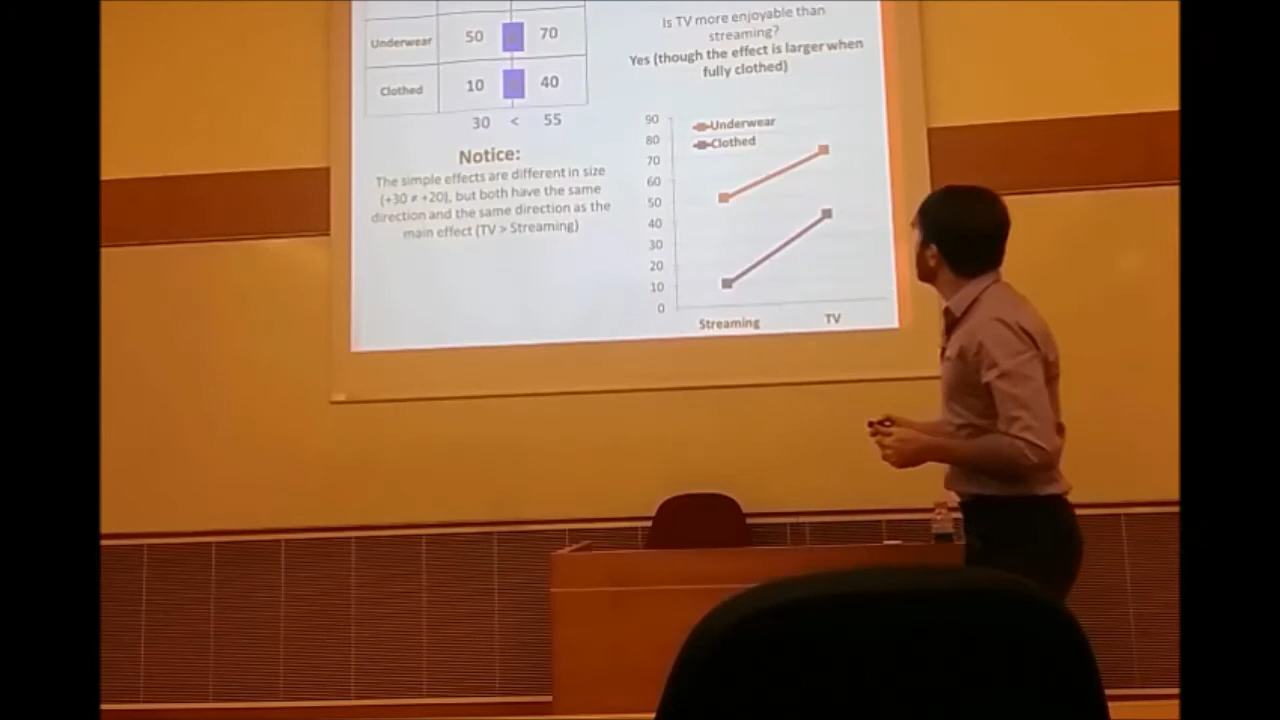 Underwear 50 70
Clothed 10 40
30 < 55
Notice:
The simple effects are different in size
(+30 ≠ +20), but both have the same
direction and the same direction as the
main effect (TV > Streaming)
Is TV more enjoyable than
streaming?
Yes (though the effect is larger when
fully clothed)
90
80
70
60
50
40
30
20
10
0
Underwear
Clothed
Streaming TV